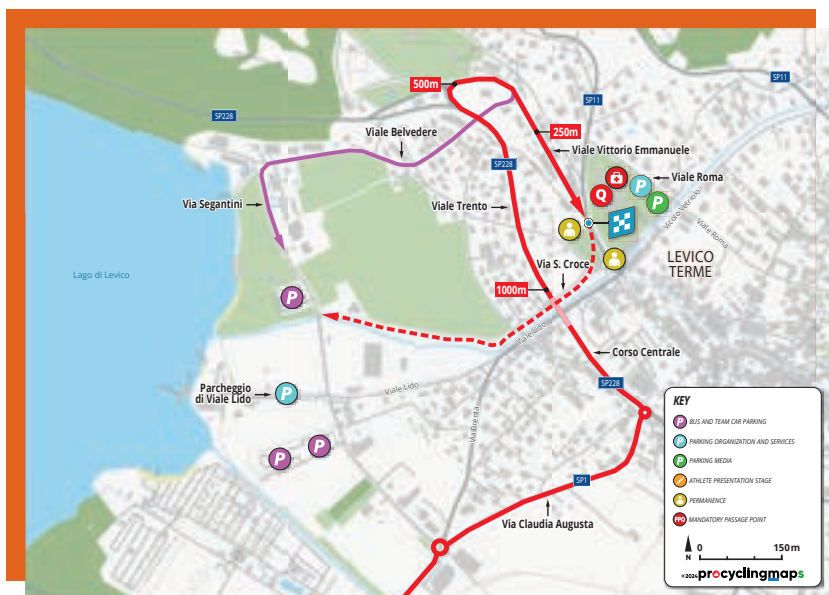 500m
SP228
SP11
SP11
Viale Belvedere
250m
Viale Vittorio Emmanuele
SP228
Viale Roma
P
Q
P
Via Segantini
Viale Trento
Vicolo Vetriolo
Viale Roma
LEVICO
TERME
Via S. Croce
Lago di Levico
1000m
P
Viale Lido
Corso Centrale
Parcheggio
di Viale Lido
P
Viale Lido
SP228
Via Brenta
P
P
SP1
Via Claudia Augusta
KEY
P BUS AND TEAM CAR PARKING
P PARKING ORGANIZATION AND SERVICES
P PARKING MEDIA
ATHLETE PRESENTATION STAGE
PERMANENCE
PPO MANDATORY PASSAGE POINT
N
0 150m
©2024 procyclingmaps